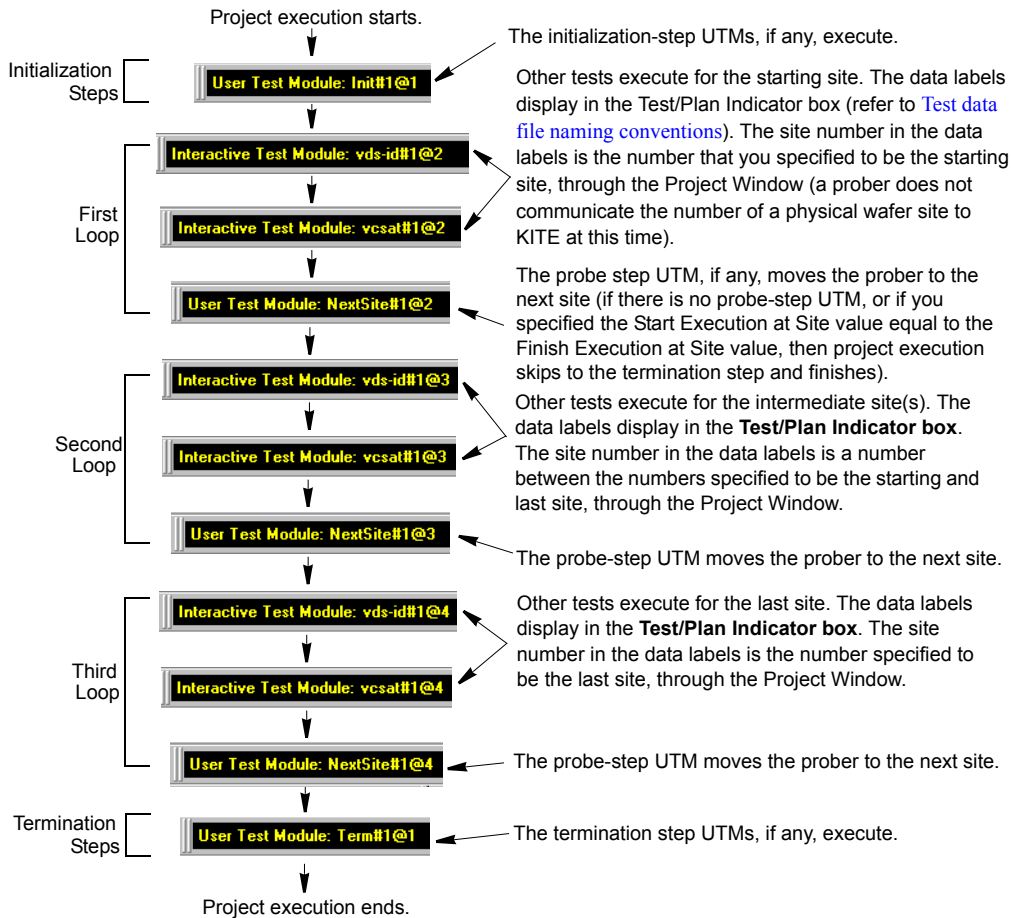 Project execution starts.
The initialization-step UTMs, if any, execute.
Initialization
Steps
User Test Module: Init#1@1
Other tests execute for the starting site. The data labels
display in the Test/Plan Indicator box (refer to Test data
file naming conventions). The site number in the data
labels is the number that you specified to be the starting
site, through the Project Window (a prober does not
communicate the number of a physical wafer site to
KITE at this time).
First
Loop
Interactive Test Module: vds-id#1@2
Interactive Test Module: vcsat#1@2
User Test Module: NextSite#1@2
The probe step UTM, if any, moves the prober to the
next site (if there is no probe-step UTM, or if you
specified the Start Execution at Site value equal to the
Finish Execution at Site value, then project execution
skips to the termination step and finishes).
Second
Loop
Interactive Test Module: vds-id#1@3
Interactive Test Module: vcsat#1@3
Other tests execute for the intermediate site(s). The
data labels display in the Test/Plan Indicator box.
The site number in the data labels is a number
between the numbers specified to be the starting and
last site, through the Project Window.
User Test Module: NextSite#1@3
The probe-step UTM moves the prober to the next site.
Third
Loop
Interactive Test Module: vds-id#1@4
Interactive Test Module: vcsat#1@4
Other tests execute for the last site. The data labels
display in the Test/Plan Indicator box. The site
number in the data labels is the number specified to
be the last site, through the Project Window.
User Test Module: NextSite#1@4
The probe-step UTM moves the prober to the next site.
Termination
Steps
User Test Module: Term#1@1
The termination step UTMs, if any, execute.
Project execution ends.